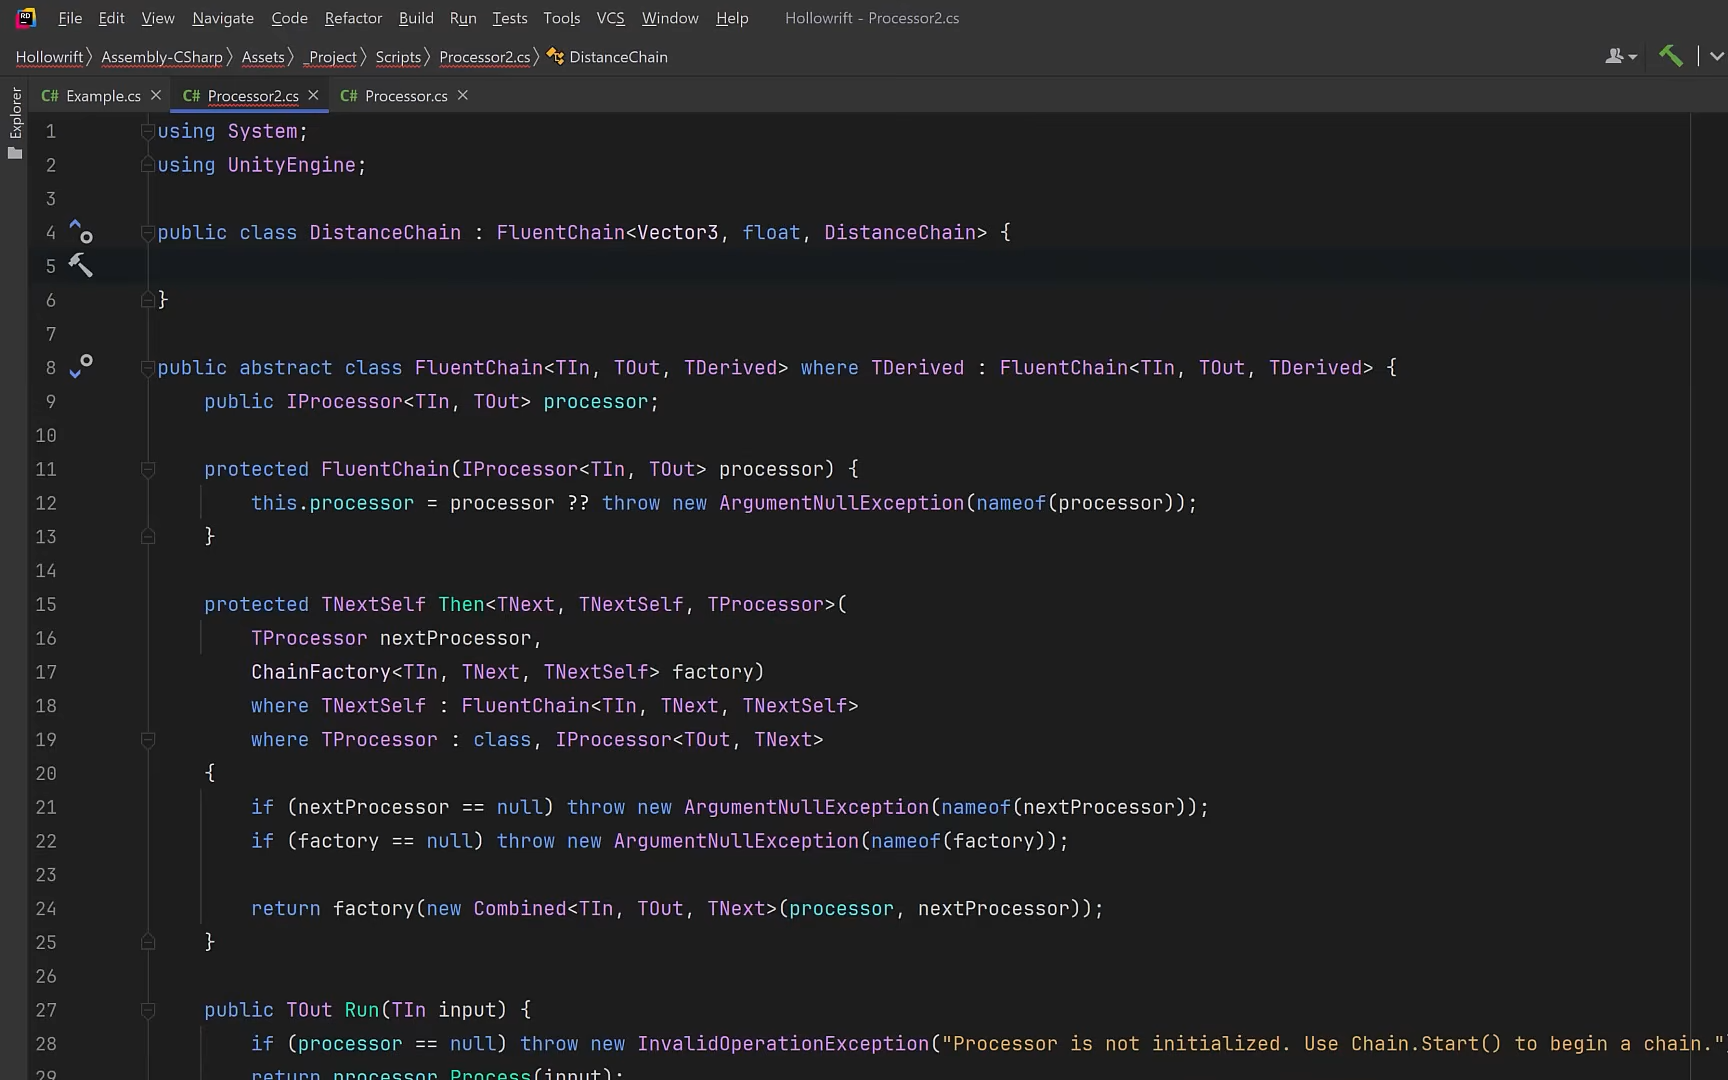 RD File Edit View Navigate Code Refactor Build Run Tests Tools VCS Window Help Hollowrift - Processor2.cs
Hollowrift Assembly-CSharp Assets _Project Scripts Processor2.cs DistanceChain
Explorer
C# Example.cs C# Processor2.cs C# Processor.cs
1 using System;
2 using UnityEngine;
3
4 public class DistanceChain : FluentChain<Vector3, float, DistanceChain> {
5
6 }
7
8 public abstract class FluentChain<TIn, TOut, TDerived> where TDerived : FluentChain<TIn, TOut, TDerived> {
9 public IProcessor<TIn, TOut> processor;
10
11 protected FluentChain(IProcessor<TIn, TOut> processor) {
12 this.processor = processor ?? throw new ArgumentNullException(nameof(processor));
13 }
14
15 protected TNextSelf Then<TNext, TNextSelf, TProcessor>(
16 TProcessor nextProcessor,
17 ChainFactory<TIn, TNext, TNextSelf> factory)
18 where TNextSelf : FluentChain<TIn, TNext, TNextSelf>
19 where TProcessor : class, IProcessor<TOut, TNext>
20 {
21 if (nextProcessor == null) throw new ArgumentNullException(nameof(nextProcessor));
22 if (factory == null) throw new ArgumentNullException(nameof(factory));
23
24 return factory(new Combined<TIn, TOut, TNext>(processor, nextProcessor));
25 }
26
27 public TOut Run(TIn input) {
28 if (processor == null) throw new InvalidOperationException("Processor is not initialized. Use Chain.Start() to begin a chain."
29 return processor.Process(input);